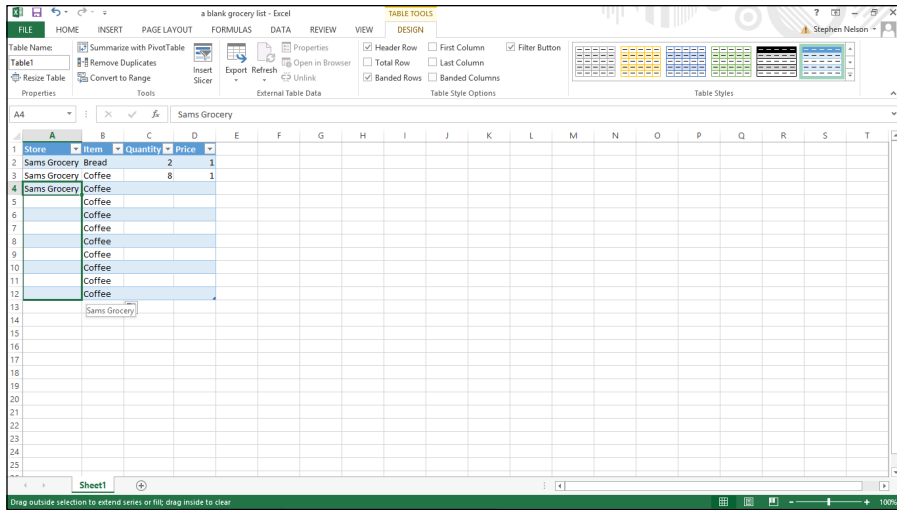 a blank grocery list - Excel
TABLE TOOLS
?
FILE HOME INSERT PAGE LAYOUT FORMULAS DATA REVIEW VIEW DESIGN
Stephen Nelson
Table Name:
Table1
Resize Table
Properties
Summarize with PivotTable
Remove Duplicates
Convert to Range
Tools
Insert
Slicer
Export
Refresh
Properties
Open in Browser
Unlink
External Table Data
Header Row
Total Row
Banded Rows
First Column
Last Column
Banded Columns
Filter Button
Table Style Options
Table Styles
A4 fx Sams Grocery
A B C D E F G H I J K L M N O P Q R S T
1 Store Item Quantity Price
2 Sams Grocery Bread 2 1
3 Sams Grocery Coffee 8 1
4 Sams Grocery Coffee
5 Coffee
6 Coffee
7 Coffee
8 Coffee
9 Coffee
10 Coffee
11 Coffee
12 Coffee
13 Sams Grocery
14
15
16
17
18
19
20
21
22
23
24
25
Sheet1
Drag outside selection to extend series or fill; drag inside to clear
100%